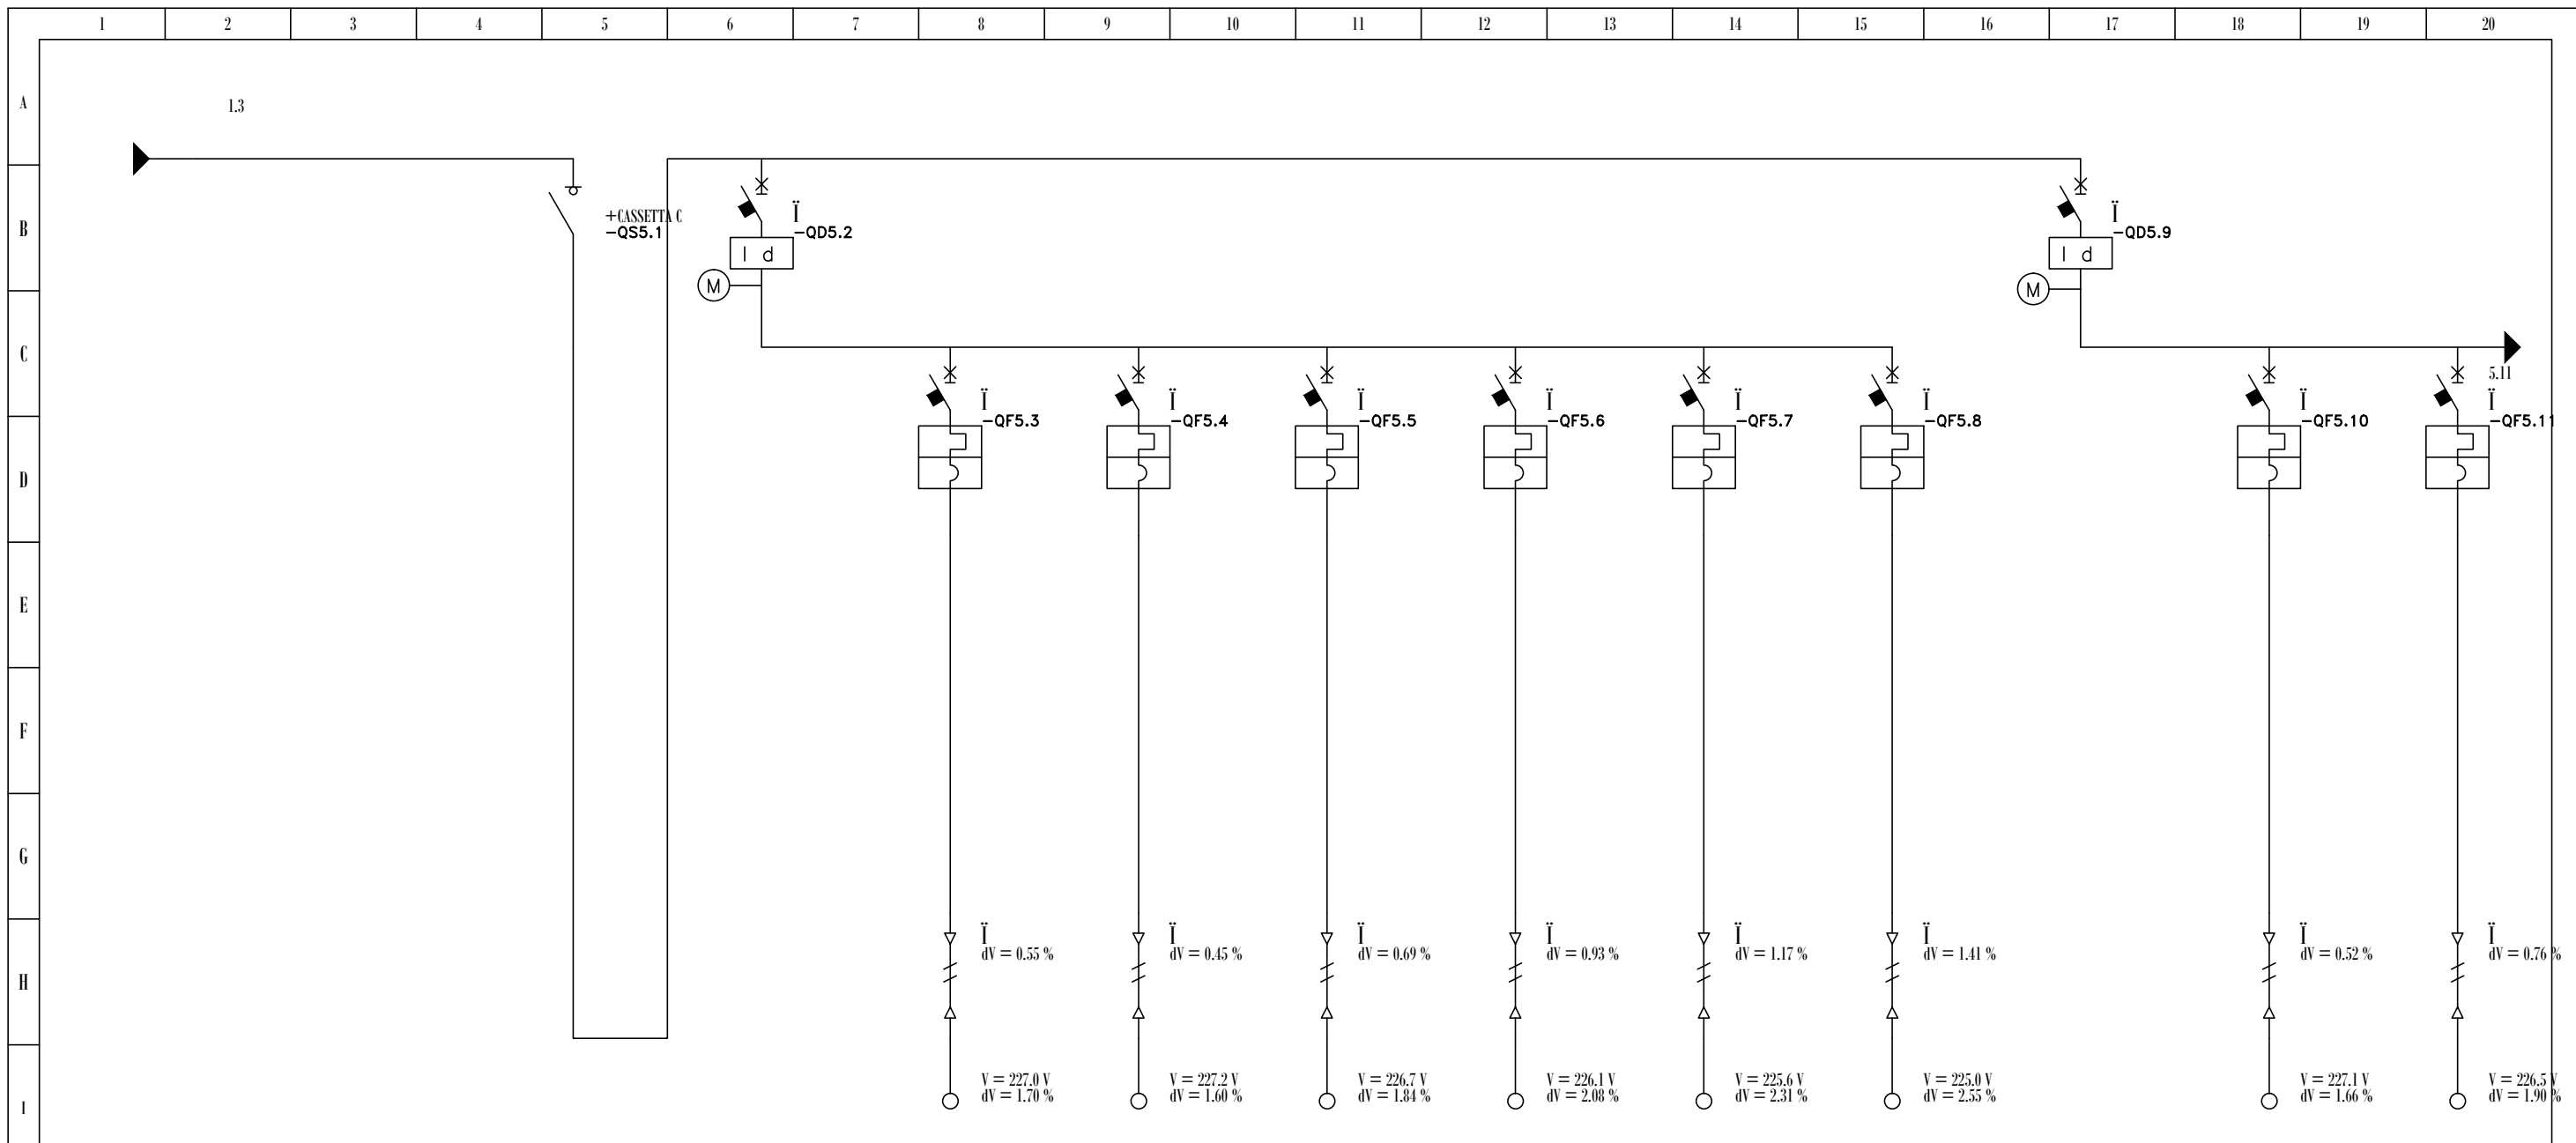 1 2 3 4 5 6 7 8 9 10 11 12 13 14 15 16 17 18 19 20
A
1.3
B
+CASSETTA C
-QS5.1
Ï
-QD5.2
I d
M
Ï
-QD5.9
I d
M
C
5.11
Ï
-QF5.3
Ï
-QF5.4
Ï
-QF5.5
Ï
-QF5.6
Ï
-QF5.7
Ï
-QF5.8
Ï
-QF5.10
Ï
-QF5.11
D
E
F
G
H
Ï
dV = 0.55 %
Ï
dV = 0.45 %
Ï
dV = 0.69 %
Ï
dV = 0.93 %
Ï
dV = 1.17 %
Ï
dV = 1.41 %
Ï
dV = 0.52 %
Ï
dV = 0.76 %
I
V = 227.0 V
dV = 1.70 %
V = 227.2 V
dV = 1.60 %
V = 226.7 V
dV = 1.84 %
V = 226.1 V
dV = 2.08 %
V = 225.6 V
dV = 2.31 %
V = 225.0 V
dV = 2.55 %
V = 227.1 V
dV = 1.66 %
V = 226.5 V
dV = 1.90 %